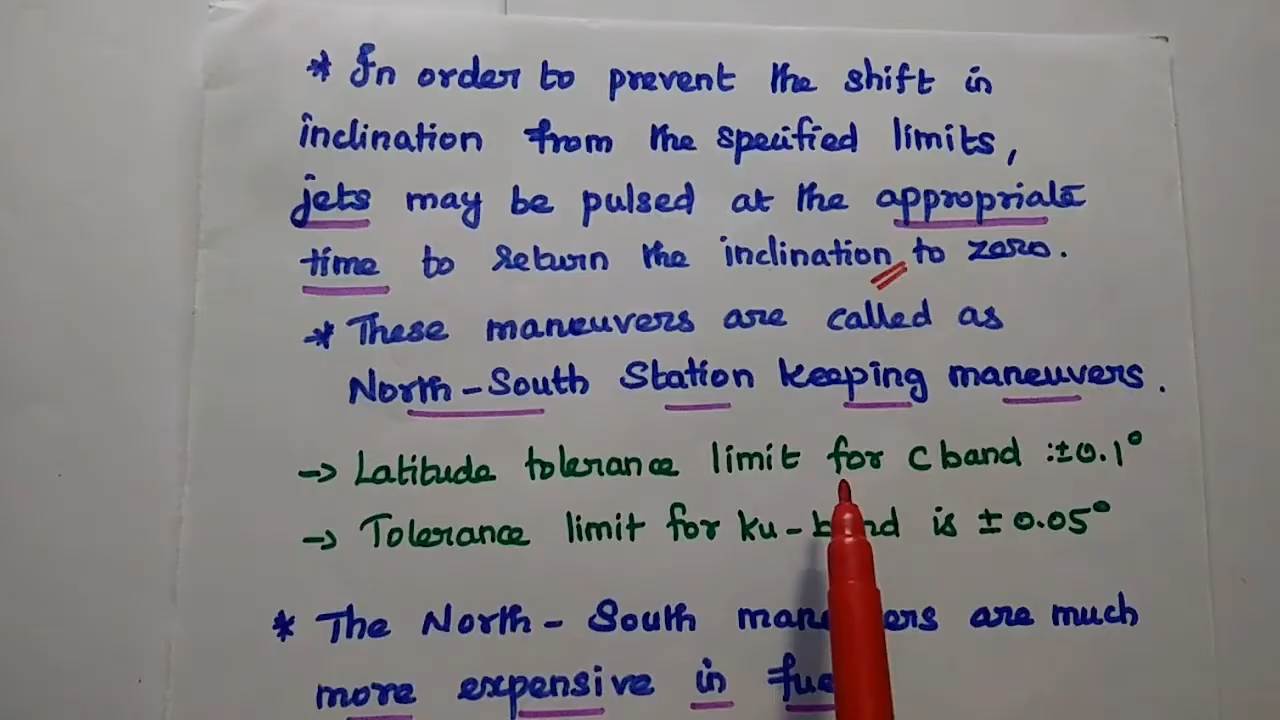 * In order to prevent the shift in
inclination from the specified limits,
jets may be pulsed at the appropriate
time to return the inclination to zero.
* These maneuvers are called as
North-South Station keeping maneuvers.
→ Latitude tolerance limit for C band :±0.1°
→ Tolerance limit for ku-band is ±0.05°
* The North-South maneuvers are much
more expensive in